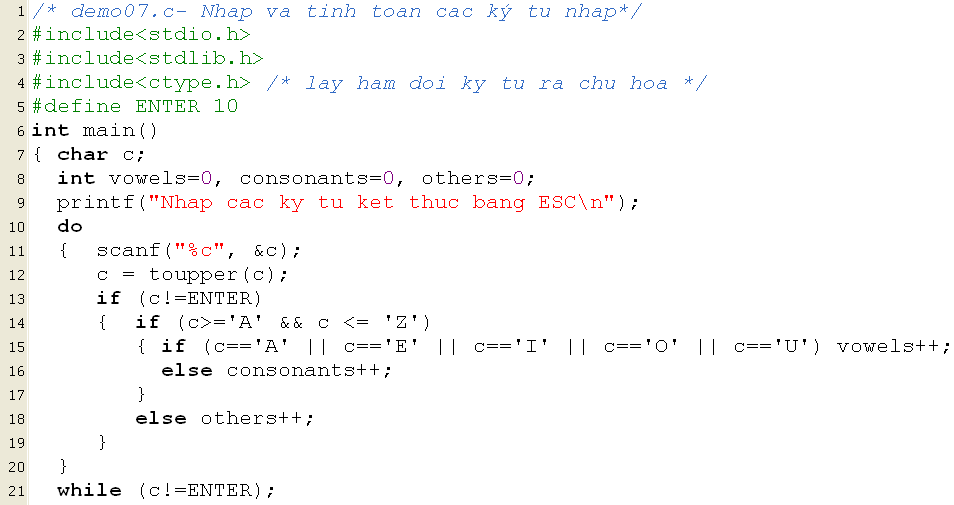 1 /* demo07.c- Nhap va tinh toan cac ký tu nhap*/
2 #include<stdio.h>
3 #include<stdlib.h>
4 #include<ctype.h> /* lay ham doi ky tu ra chu hoa */
5 #define ENTER 10
6 int main()
7 { char c;
8 int vowels=0, consonants=0, others=0;
9 printf("Nhap cac ky tu ket thuc bang ESC\n");
10 do
11 { scanf("%c", &c);
12 c = toupper(c);
13 if (c!=ENTER)
14 { if (c>='A' && c <= 'Z')
15 { if (c=='A' || c=='E' || c=='I' || c=='O' || c=='U') vowels++;
16 else consonants++;
17 }
18 else others++;
19 }
20 }
21 while (c!=ENTER);